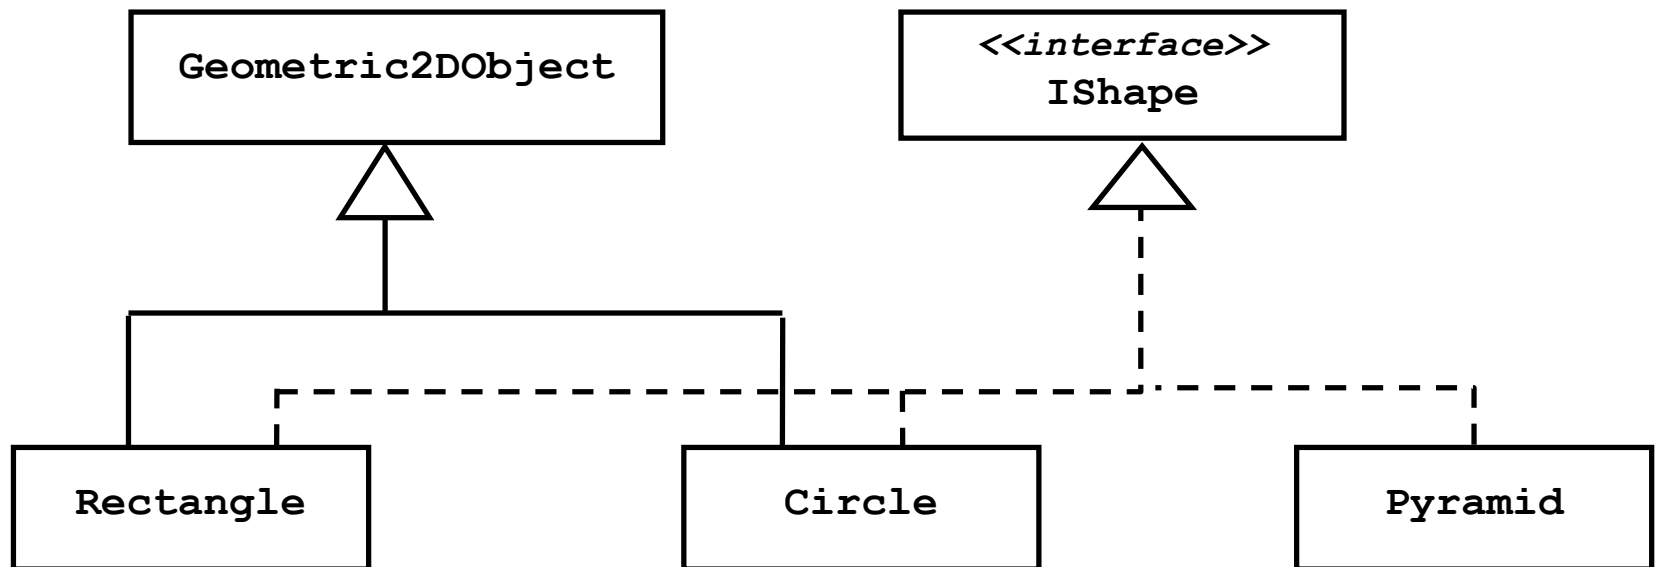 Geometric2DObject
<<interface>>
IShape
Rectangle
Circle
Pyramid